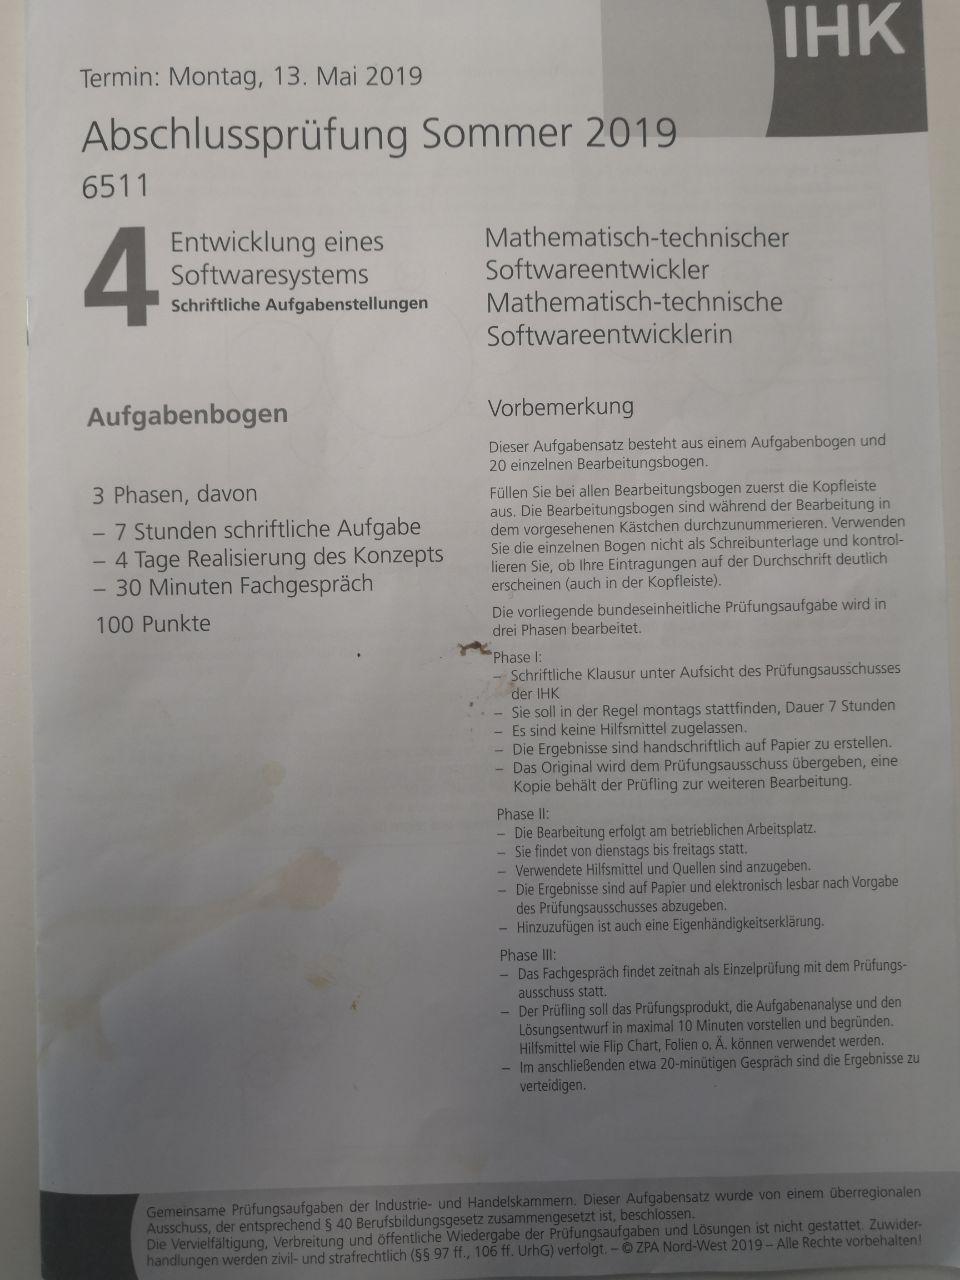 IHK
Termin: Montag, 13. Mai 2019
Abschlussprüfung Sommer 2019
6511
4
Entwicklung eines
Softwaresystems
Schriftliche Aufgabenstellungen
Mathematisch-technischer
Softwareentwickler
Mathematisch-technische
Softwareentwicklerin
Aufgabenbogen
3 Phasen, davon
– 7 Stunden schriftliche Aufgabe
– 4 Tage Realisierung des Konzepts
– 30 Minuten Fachgespräch
100 Punkte
Vorbemerkung
Dieser Aufgabensatz besteht aus einem Aufgabenbogen und
20 einzelnen Bearbeitungsbogen.
Füllen Sie bei allen Bearbeitungsbogen zuerst die Kopfleiste
aus. Die Bearbeitungsbogen sind während der Bearbeitung in
dem vorgesehenen Kästchen durchzunummerieren. Verwenden
Sie die einzelnen Bogen nicht als Schreibunterlage und kontrol-
lieren Sie, ob Ihre Eintragungen auf der Durchschrift deutlich
erscheinen (auch in der Kopfleiste).
Die vorliegende bundeseinheitliche Prüfungsaufgabe wird in
drei Phasen bearbeitet.
Phase I:
– Schriftliche Klausur unter Aufsicht des Prüfungsausschusses
der IHK
– Sie soll in der Regel montags stattfinden, Dauer 7 Stunden
– Es sind keine Hilfsmittel zugelassen.
– Die Ergebnisse sind handschriftlich auf Papier zu erstellen.
– Das Original wird dem Prüfungsausschuss übergeben, eine
Kopie behält der Prüfling zur weiteren Bearbeitung.
Phase II:
– Die Bearbeitung erfolgt am betrieblichen Arbeitsplatz.
– Sie findet von dienstags bis freitags statt.
– Verwendete Hilfsmittel und Quellen sind anzugeben.
– Die Ergebnisse sind auf Papier und elektronisch lesbar nach Vorgabe
des Prüfungsausschusses abzugeben.
– Hinzuzufügen ist auch eine Eigenhändigkeitserklärung.
Phase III:
– Das Fachgespräch findet zeitnah als Einzelprüfung mit dem Prüfungs-
ausschuss statt.
– Der Prüfling soll das Prüfungsprodukt, die Aufgabenanalyse und den
Lösungsentwurf in maximal 10 Minuten vorstellen und begründen.
Hilfsmittel wie Flip Chart, Folien o. Ä. können verwendet werden.
– Im anschließenden etwa 20-minütigen Gespräch sind die Ergebnisse zu
verteidigen.
Gemeinsame Prüfungsaufgaben der Industrie- und Handelskammern. Dieser Aufgabensatz wurde von einem überregionalen
Ausschuss, der entsprechend § 40 Berufsbildungsgesetz zusammengesetzt ist, beschlossen.
Die Vervielfältigung, Verbreitung und öffentliche Wiedergabe der Prüfungsaufgaben und Lösungen ist nicht gestattet. Zuwider-
handlungen werden zivil- und strafrechtlich (§§ 97 ff., 106 ff. UrhG) verfolgt. – © ZPA Nord-West 2019 – Alle Rechte vorbehalten!